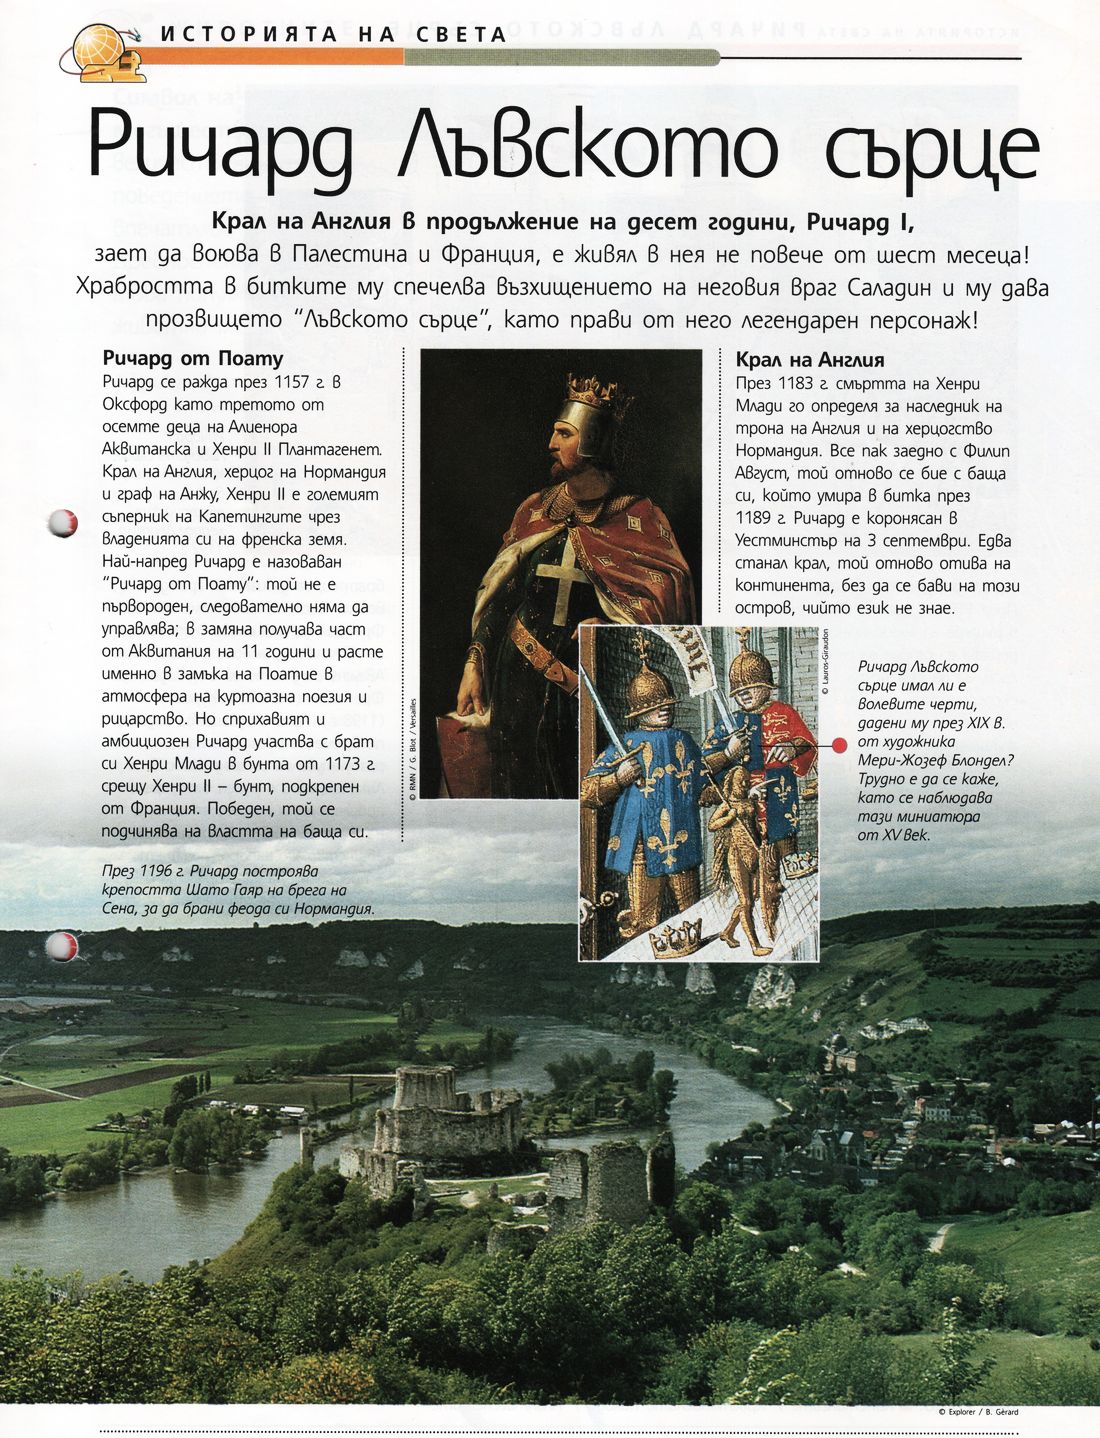 ИСТОРИЯТА НА СВЕТА
Ричард Лъвското сърце
Крал на Англия в продължение на десет години, Ричард I,
зает да воюва в Палестина и Франция, е живял в нея не повече от шест месеца!
Храбростта в битките му спечелва възхищението на неговия враг Саладин и му дава
прозвището “Лъвското сърце”, като прави от него легендарен персонаж!
Ричард от Поату
Ричард се ражда през 1157 г. в
Оксфорд като третото от
осемте деца на Алиенора
Аквитанска и Хенри II Плантагенет.
Крал на Англия, херцог на Нормандия
и граф на Анжу, Хенри II е големият
съперник на Капетингите чрез
владенията си на френска земя.
Най-напред Ричард е назоваван
“Ричард от Поату”: той не е
първороден, следователно няма да
управлява; в замяна получава част
от Аквитания на 11 години и расте
именно в замъка на Поатие в
атмосфера на куртоазна поезия и
рицарство. Но сприхавият и
амбициозен Ричард участва с брат
си Хенри Млади в бунта от 1173 г.
срещу Хенри II – бунт, подкрепен
от Франция. Победен, той се
подчинява на властта на баща си.
През 1196 г. Ричард построява
крепостта Шато Гаяр на брега на
Сена, за да брани феода си Нормандия.
© RMN / G. Blot / Versailles
Крал на Англия
През 1183 г. смъртта на Хенри
Млади го определя за наследник на
трона на Англия и на херцогство
Нормандия. Все пак заедно с Филип
Август, той отново се бие с баща
си, който умира в битка през
1189 г. Ричард е коронясан в
Уестминстър на 3 септември. Едва
станал крал, той отново отива на
континента, без да се бави на този
остров, чийто език не знае.
© Lauros-Giraudon
Ричард Лъвското
сърце имал ли е
волевите черти,
дадени му през XIX в.
от художника
Мери-Жозеф Блондел?
Трудно е да се каже,
като се наблюдава
тази миниатюра
от XV век.
© Explorer / B. Gérard